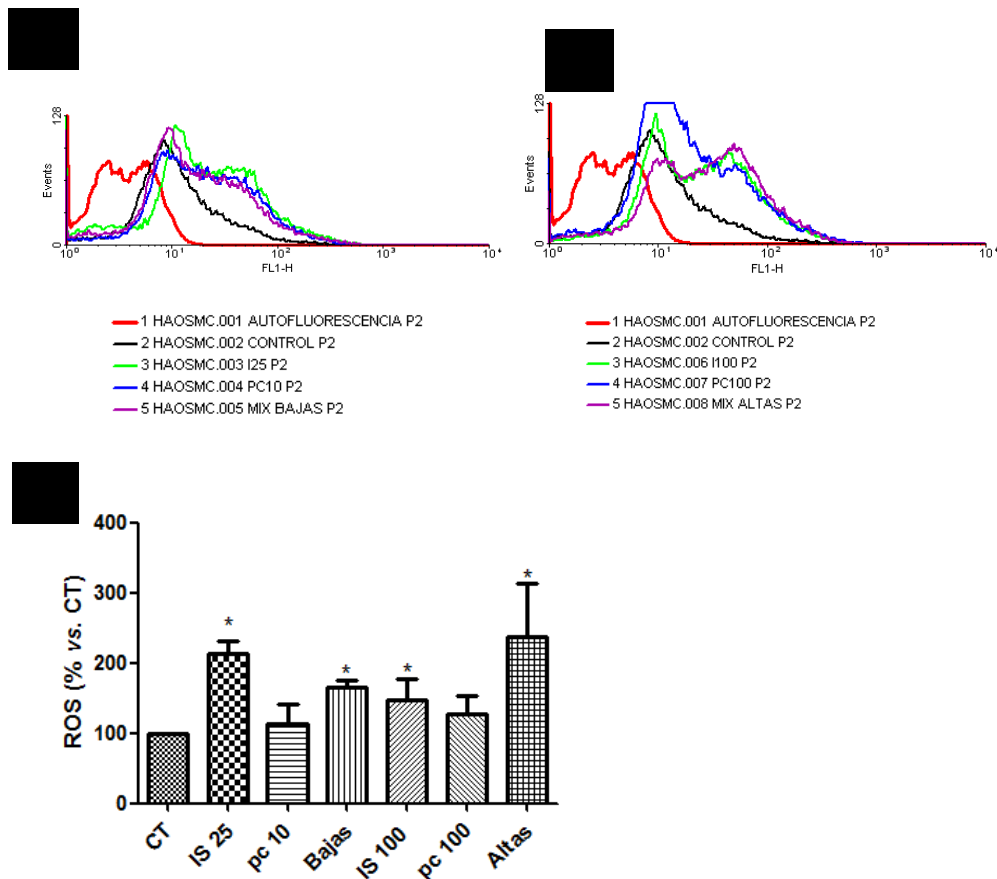 128
Events
0
10⁰
10¹
10²
10³
10⁴
FL1-H
1 HAOSMC.001 AUTOFLUORESCENCIA P2
2 HAOSMC.002 CONTROL P2
3 HAOSMC.003 I25 P2
4 HAOSMC.004 PC10 P2
5 HAOSMC.005 MIX BAJAS P2
128
Events
0
10⁰
10¹
10²
10³
10⁴
FL1-H
1 HAOSMC.001 AUTOFLUORESCENCIA P2
2 HAOSMC.002 CONTROL P2
3 HAOSMC.006 I100 P2
4 HAOSMC.007 PC100 P2
5 HAOSMC.008 MIX ALTAS P2
ROS (% vs. CT)
400
300
200
100
0
*
*
*
*
CT
IS 25
pc 10
Bajas
IS 100
pc 100
Altas